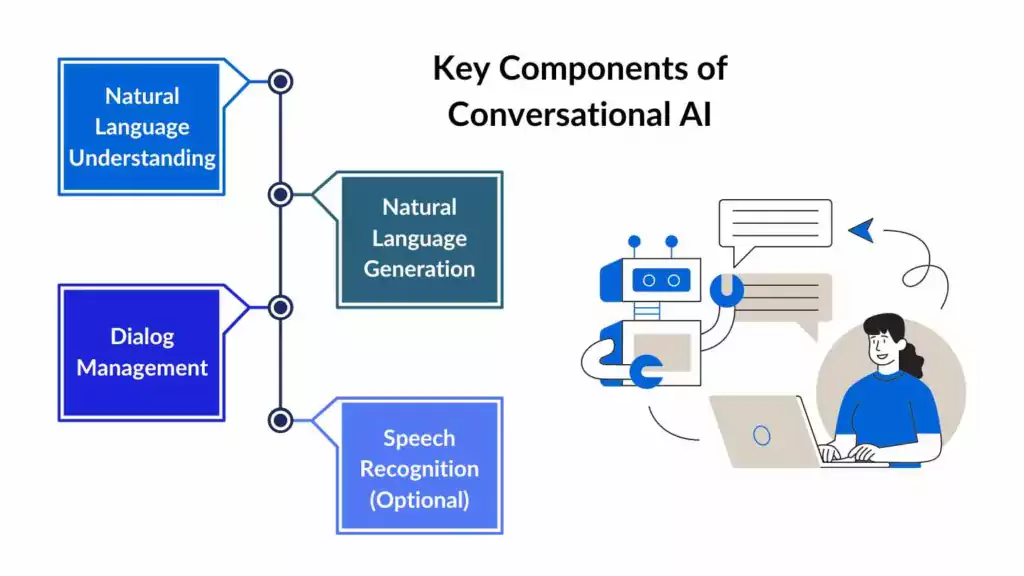 Key Components of
Conversational AI
Natural
Language
Understanding
Natural
Language
Generation
Dialog
Management
Speech
Recognition
(Optional)